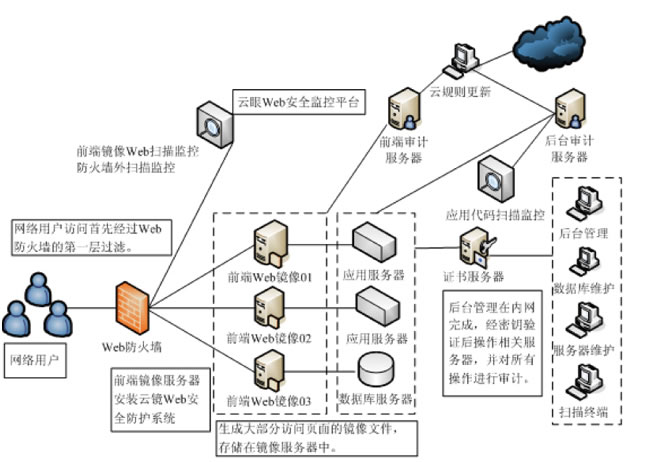 云规则更新
云眼Web安全监控平台
前端审计
服务器
后台审计
服务器
前端镜像Web扫描监控
防火墙外扫描监控
应用代码扫描监控
网络用户访问首先经过Web
防火墙的第一层过滤。
后台管理
前端Web镜像01
应用服务器
证书服务器
数据库维护
后台管理在内网
完成，经密钥验
证后操作相关服
务器，并对所有
操作进行审计。
Web防火墙
前端Web镜像02
应用服务器
服务器维护
网络用户
前端镜像服务器
安装云镜Web安
全防护系统
前端Web镜像03
数据库服务器
扫描终端
生成大部分访问页面的镜像文件，
存储在镜像服务器中。